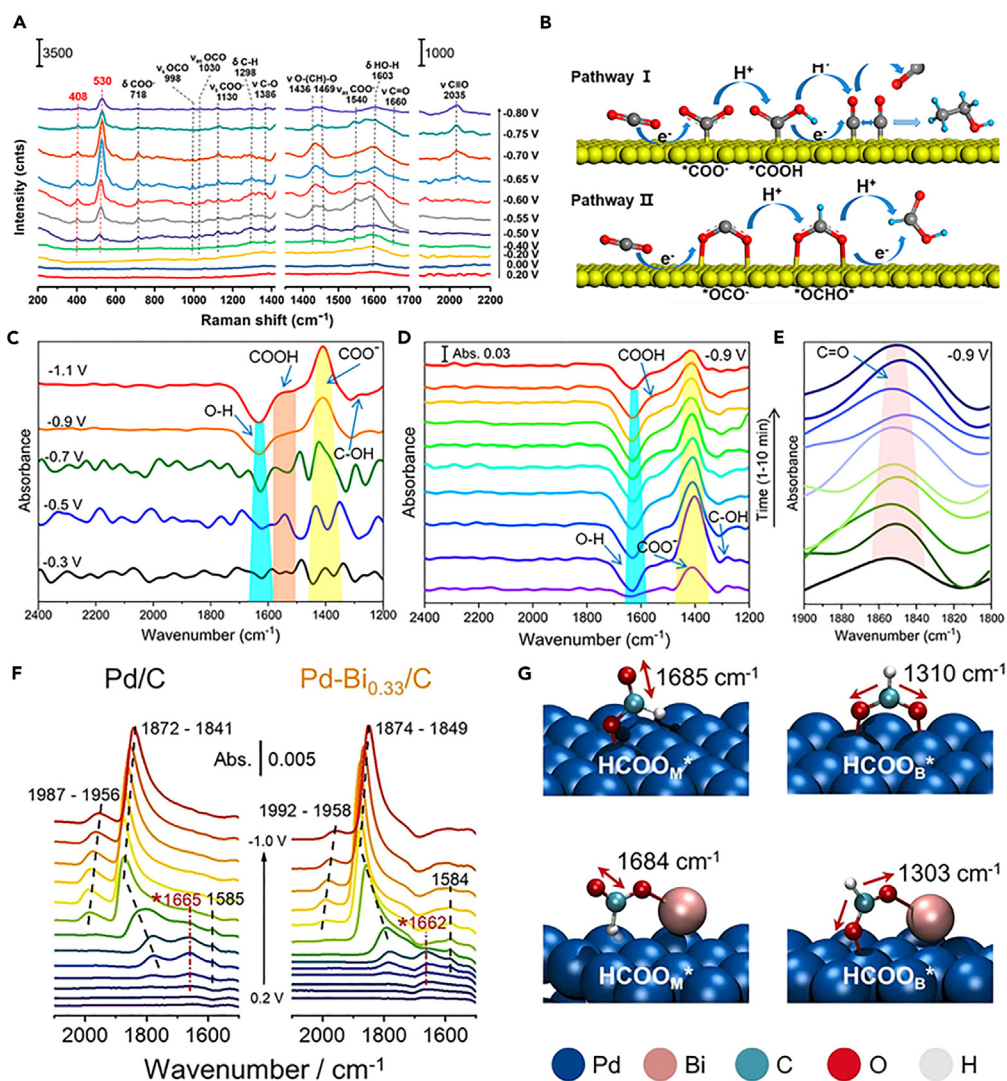 A
3500
1000
408
530
δ COO⁻
718
νs OCO
998
νas OCO
1030
νs COO⁻
1130
δ C-H
1298
ν C-O
1386
ν O-(CH)-O
1436
1469
νas COO⁻
1540
δ HO-H
1603
ν C=O
1660
ν C≡O
2035
-0.80 V
-0.75 V
-0.70 V
-0.65 V
-0.60 V
-0.55 V
-0.50 V
-0.40 V
-0.20 V
0.00 V
0.20 V
Intensity (cnts)
200 400 600 800 1000 1200 1400 1500 1600 1700 2000 2200
Raman shift (cm⁻¹)
B
Pathway I
H⁺
H⁺
e⁻
e⁻
*COO⁻
*COOH
Pathway II
H⁺
H⁺
e⁻
e⁻
*OCO⁻
*OCHO*
C
COOH
COO⁻
O-H
C-OH
-1.1 V
-0.9 V
-0.7 V
-0.5 V
-0.3 V
Absorbance
2400 2200 2000 1800 1600 1400 1200
Wavenumber (cm⁻¹)
D
Abs. 0.03
-0.9 V
COOH
O-H
COO⁻
C-OH
Absorbance
Time (1-10 min)
2400 2200 2000 1800 1600 1400 1200
Wavenumber (cm⁻¹)
E
C=O
-0.9 V
Absorbance
1900 1880 1860 1840 1820 1800
Wavenumber (cm⁻¹)
F
Pd/C
Pd-Bi0.33/C
1872 - 1841
1874 - 1849
Abs. 0.005
1987 - 1956
1992 - 1958
-1.0 V
*1665
1585
1584
*1662
0.2 V
2000 1800 1600
2000 1800 1600
Wavenumber / cm⁻¹
G
1685 cm⁻¹
1310 cm⁻¹
HCOOM*
HCOOB*
1684 cm⁻¹
1303 cm⁻¹
HCOOM*
HCOOB*
Pd
Bi
C
O
H